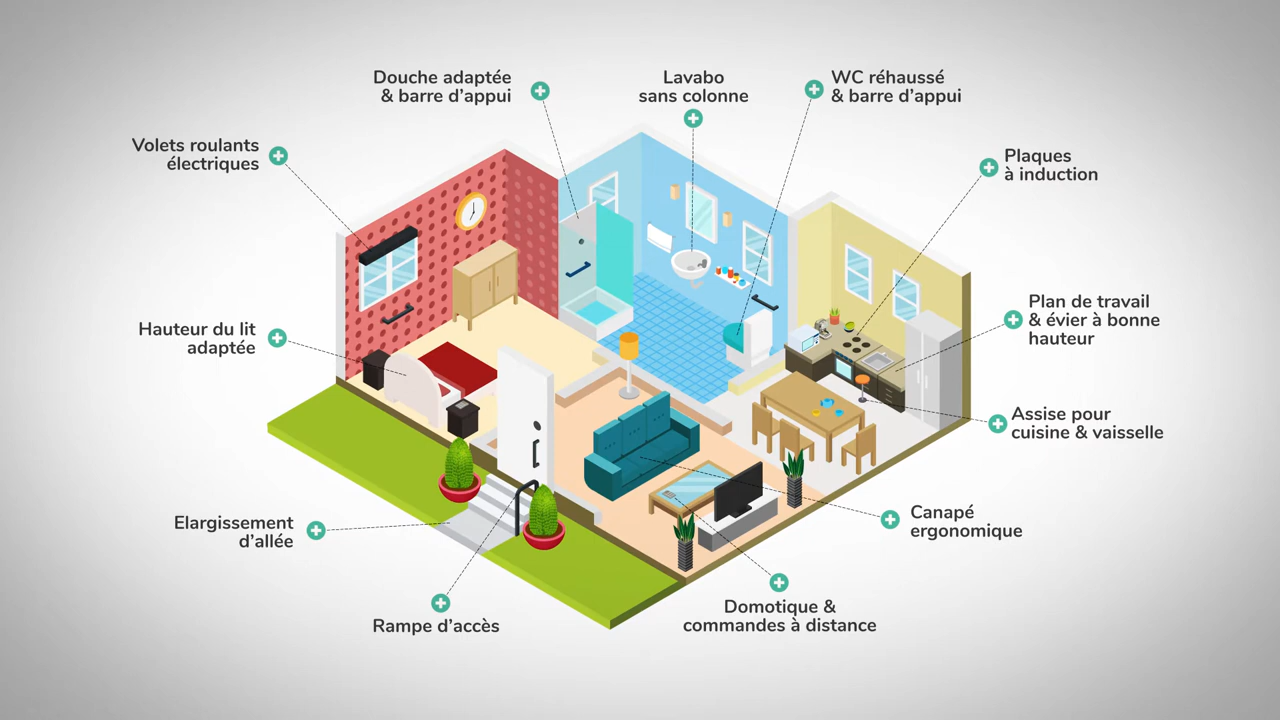 Douche adaptée
& barre d’appui
Lavabo
sans colonne
WC réhaussé
& barre d’appui
Volets roulants
électriques
Plaques
à induction
Hauteur du lit
adaptée
Plan de travail
& évier à bonne
hauteur
Assise pour
cuisine & vaisselle
Elargissement
d’allée
Canapé
ergonomique
Rampe d’accès
Domotique &
commandes à distance